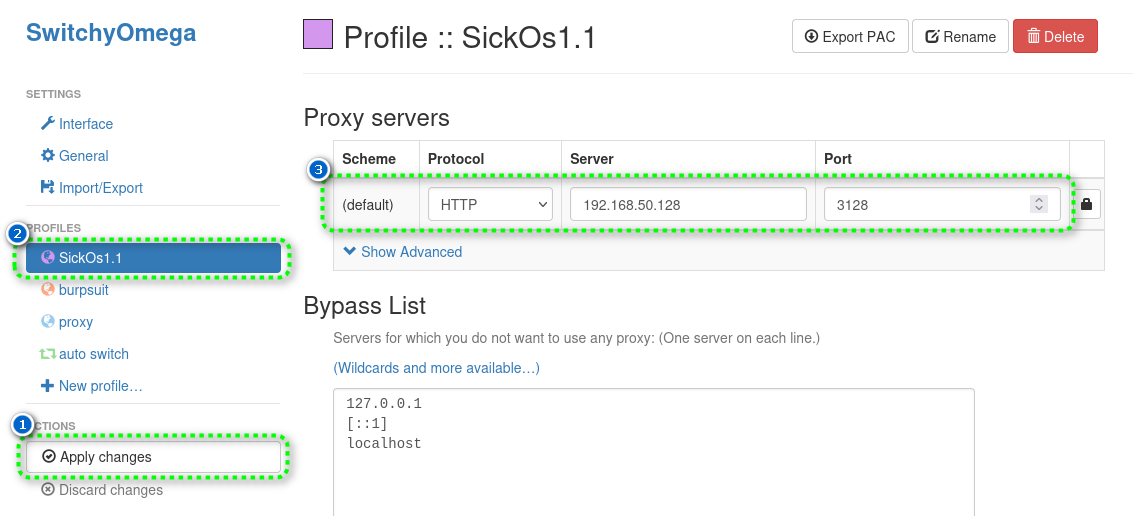 SwitchyOmega
SETTINGS
Interface
General
Import/Export
2
PROFILES
SickOs1.1
burpsuit
proxy
auto switch
New profile…
1
CTIONS
Apply changes
Discard changes
Profile :: SickOs1.1
Export PAC
Rename
Delete
Proxy servers
Scheme Protocol Server Port
3
(default) HTTP 192.168.50.128 3128
Show Advanced
Bypass List
Servers for which you do not want to use any proxy: (One server on each line.)
(Wildcards and more available…)
127.0.0.1
[::1]
localhost